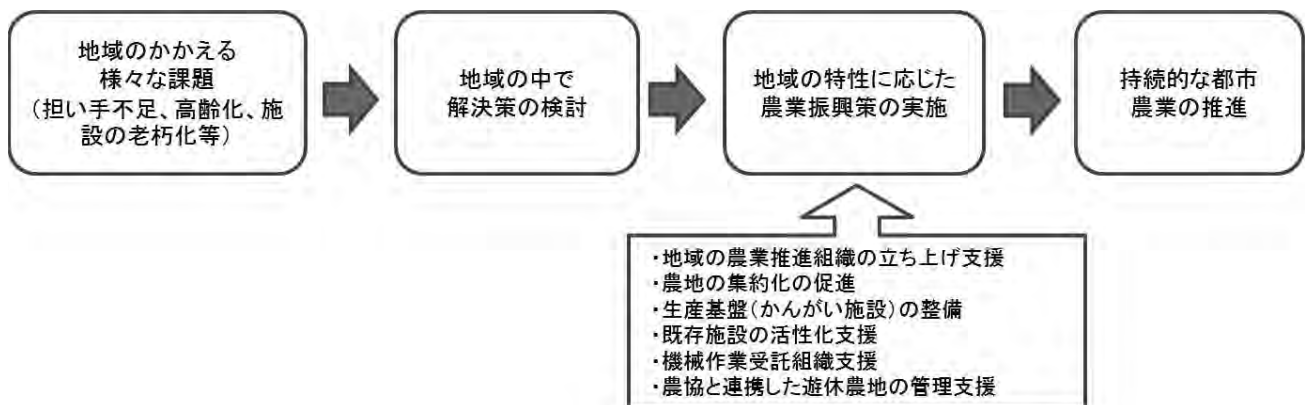 地域のかかえる
様々な課題
（担い手不足、高齢化、施
設の老朽化等）
地域の中で
解決策の検討
地域の特性に応じた
農業振興策の実施
持続的な都市
農業の推進
・地域の農業推進組織の立ち上げ支援
・農地の集約化の促進
・生産基盤（かんがい施設）の整備
・既存施設の活性化支援
・機械作業受託組織支援
・農協と連携した遊休農地の管理支援